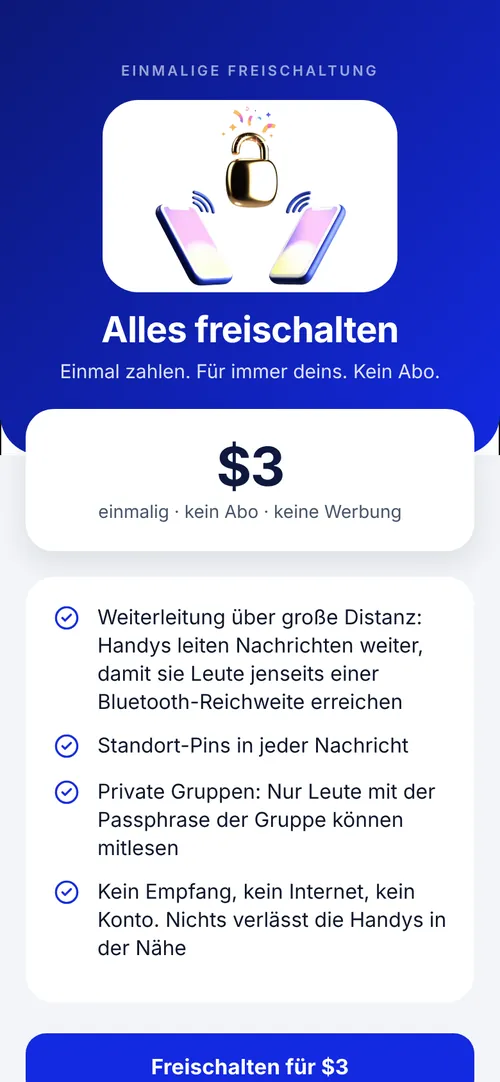 EINMALIGE FREISCHALTUNG
Alles freischalten
Einmal zahlen. Für immer deins. Kein Abo.
$3
einmalig · kein Abo · keine Werbung
Weiterleitung über große Distanz:
Handys leiten Nachrichten weiter,
damit sie Leute jenseits einer
Bluetooth-Reichweite erreichen
Standort-Pins in jeder Nachricht
Private Gruppen: Nur Leute mit der
Passphrase der Gruppe können
mitlesen
Kein Empfang, kein Internet, kein
Konto. Nichts verlässt die Handys in
der Nähe
Freischalten für $3